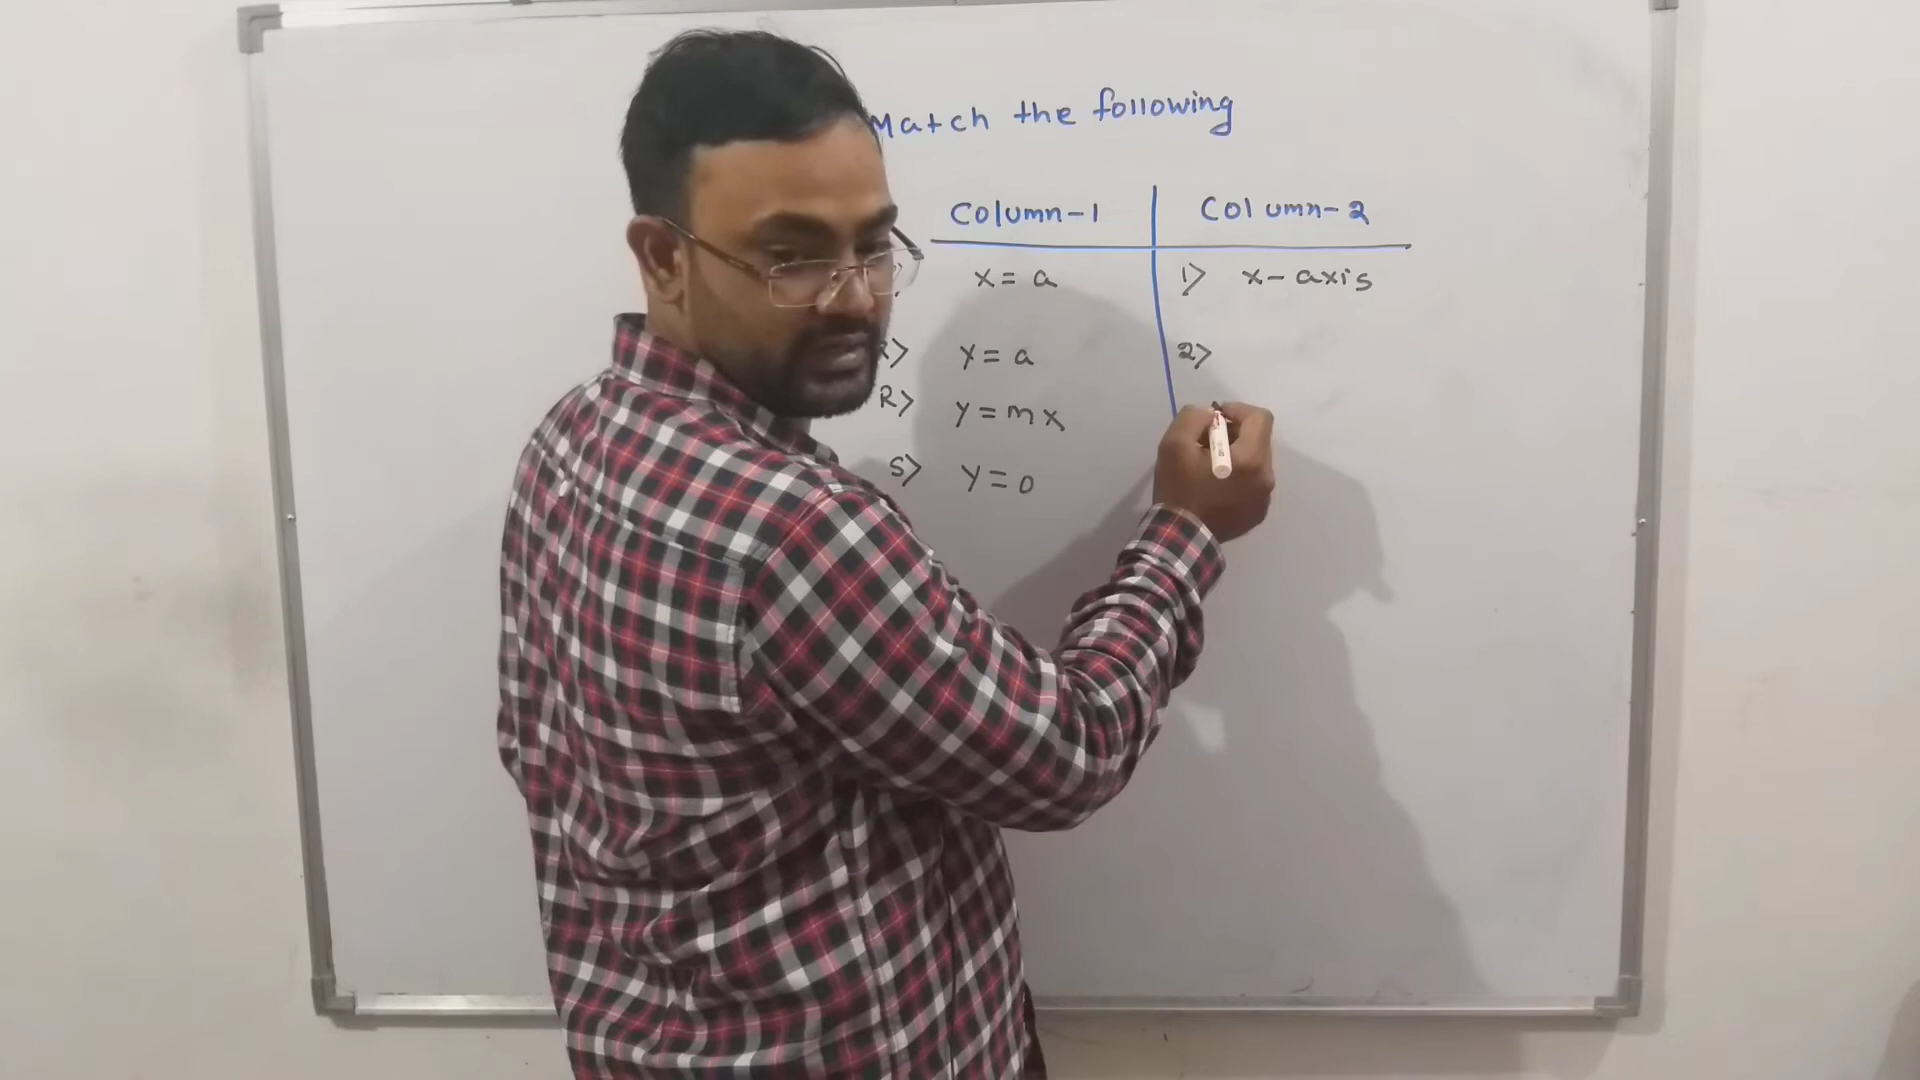 Match the following
Column-1 Column-2
x = a 1> x-axis
y = a 2>
R> y = mx
S> y = 0